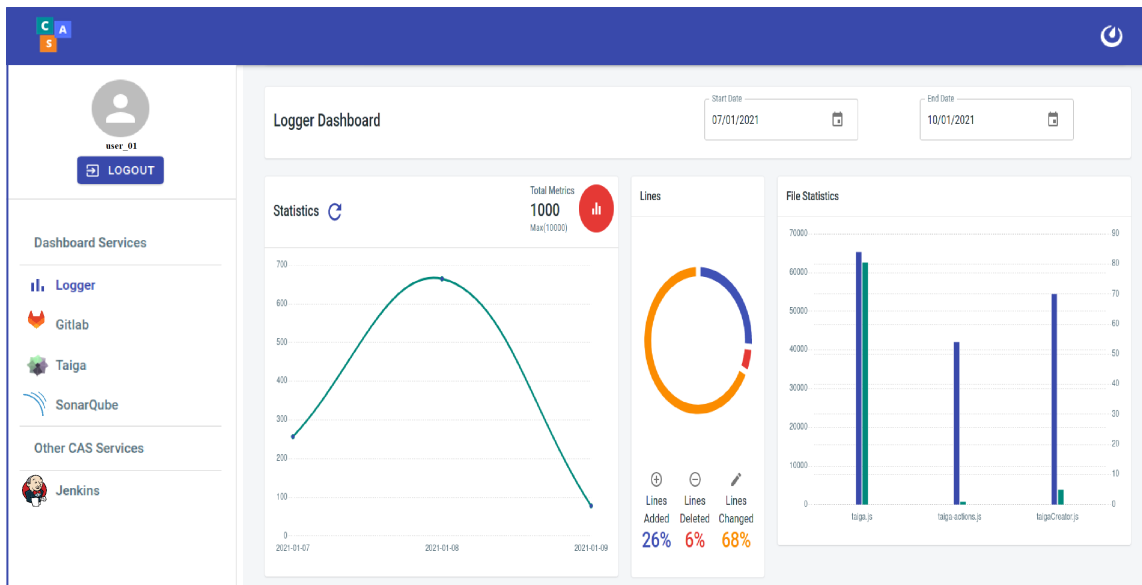 C A
S
user_01
LOGOUT
Dashboard Services
Logger
Gitlab
Taiga
SonarQube
Other CAS Services
Jenkins
Logger Dashboard
Start Date
07/01/2021
End Date
10/01/2021
Statistics
Total Metrics
1000
Max(10000)
700
600
500
400
300
200
100
0
2021-01-07
2021-01-08
2021-01-09
Lines
Lines Added
26%
Lines Deleted
6%
Lines Changed
68%
File Statistics
70000
60000
50000
40000
30000
20000
10000
0
90
80
70
60
50
40
30
20
10
0
taiga.js
taiga-actions.js
taigaCreator.js